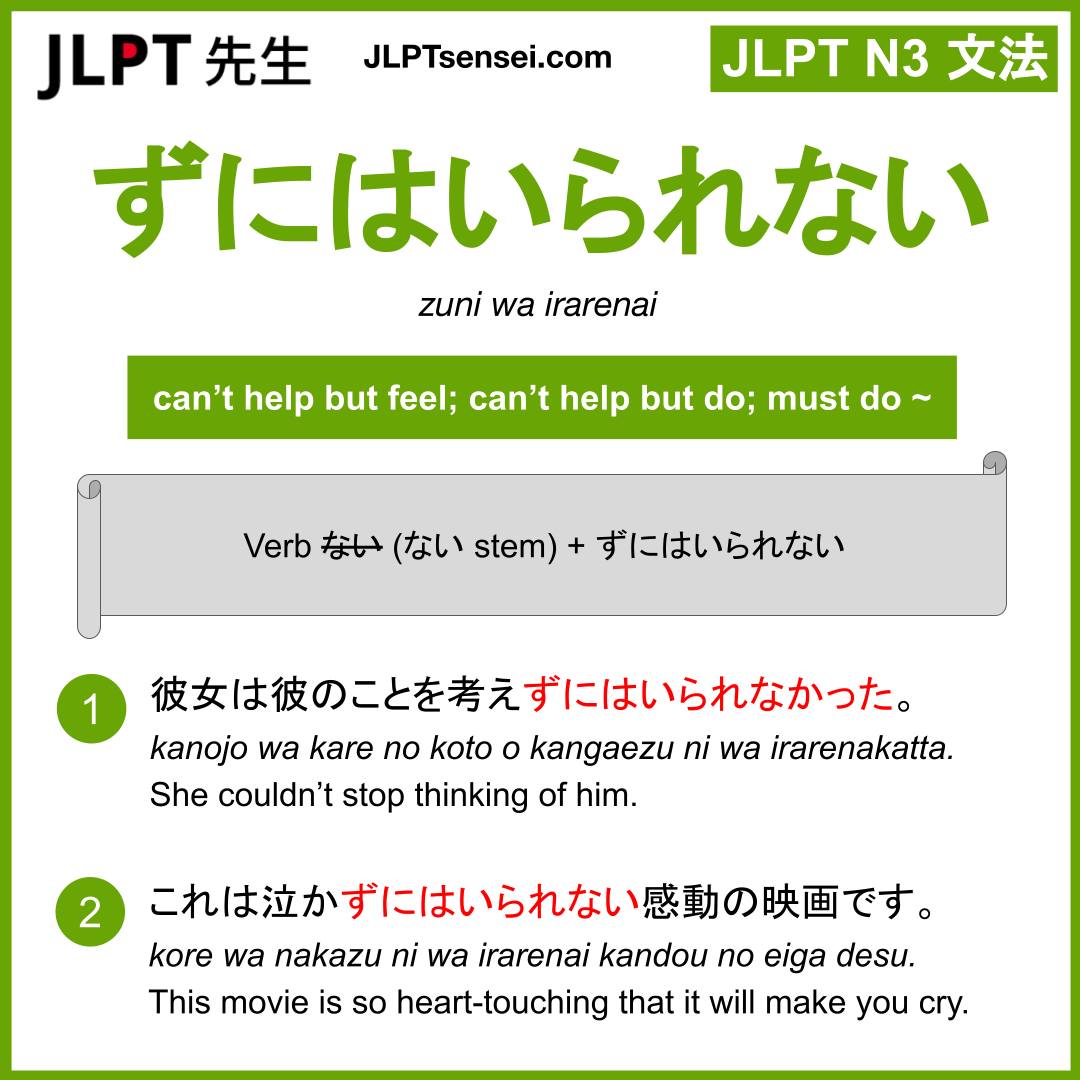 JLPT 先生
JLPTsensei.com
JLPT N3 文法
ずにはいられない
zuni wa irarenai
can’t help but feel; can’t help but do; must do ~
Verb ない (ない stem) + ずにはいられない
1
彼女は彼のことを考えずにはいられなかった。
kanojo wa kare no koto o kangaezu ni wa irarenakatta.
She couldn’t stop thinking of him.
2
これは泣かずにはいられない感動の映画です。
kore wa nakazu ni wa irarenai kandou no eiga desu.
This movie is so heart-touching that it will make you cry.